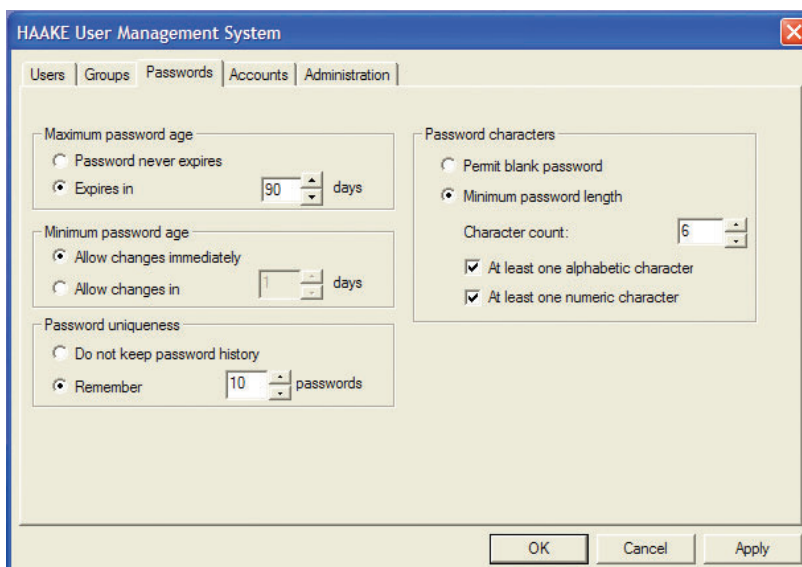 HAAKE User Management System
Users Groups Passwords Accounts Administration
Maximum password age
Password never expires
Expires in 90 days
Minimum password age
Allow changes immediately
Allow changes in 1 days
Password uniqueness
Do not keep password history
Remember 10 passwords
Password characters
Permit blank password
Minimum password length
Character count: 6
At least one alphabetic character
At least one numeric character
OK Cancel Apply